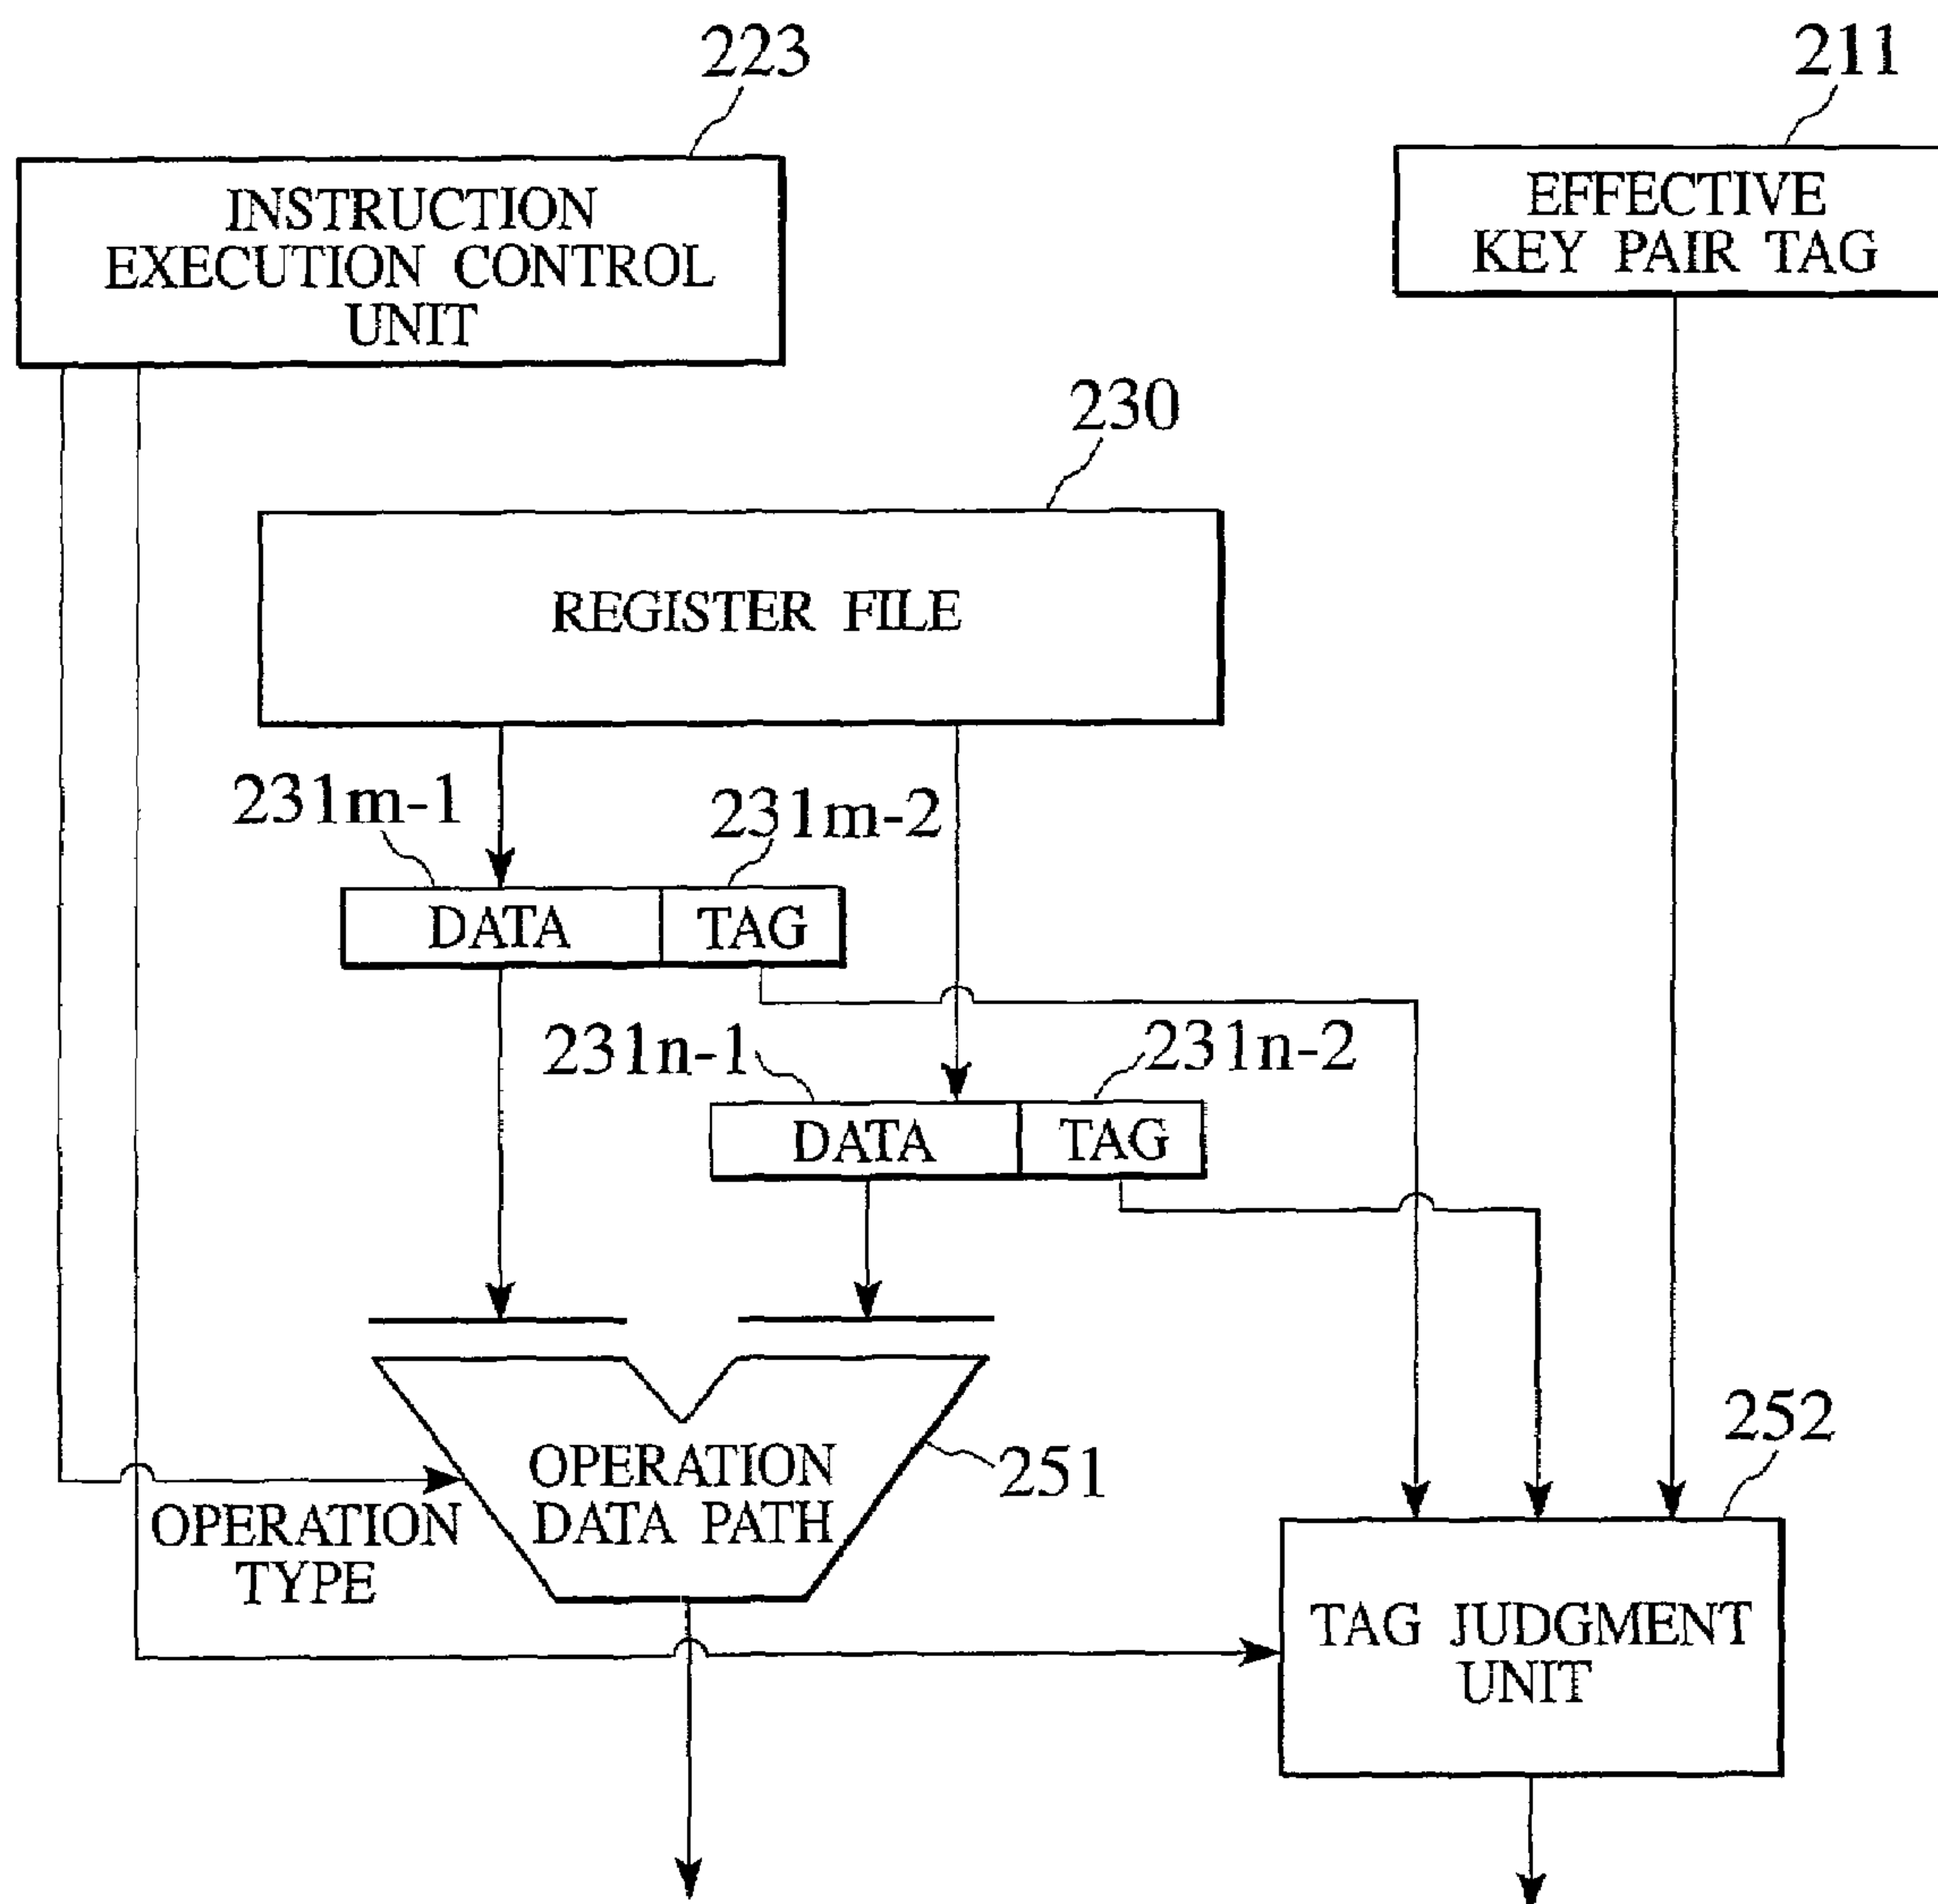 223
211
INSTRUCTION
EXECUTION CONTROL
UNIT
EFFECTIVE
KEY PAIR TAG
230
REGISTER FILE
231m-1
231m-2
DATA
TAG
231n-1
231n-2
DATA
TAG
252
OPERATION
DATA PATH
251
OPERATION
TYPE
TAG JUDGMENT
UNIT